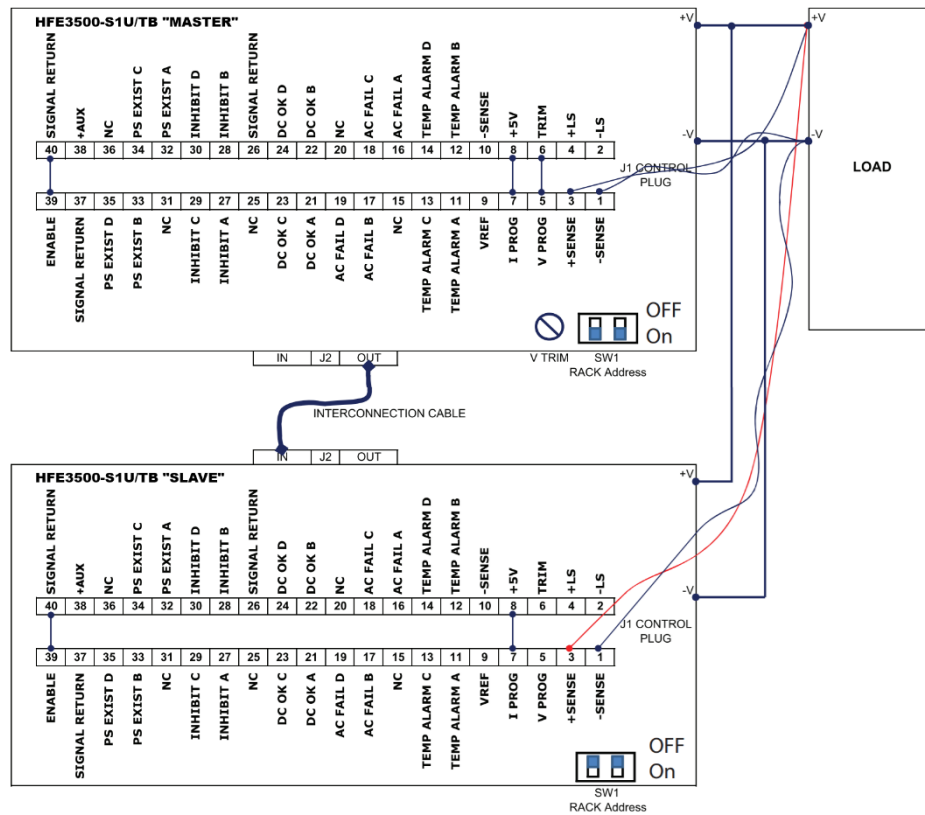 HFE3500-S1U/TB "MASTER"
+V
+V
SIGNAL RETURN
+AUX
NC
PS EXIST C
PS EXIST A
INHIBIT D
INHIBIT B
SIGNAL RETURN
DC OK D
DC OK B
NC
AC FAIL C
AC FAIL A
TEMP ALARM D
TEMP ALARM B
-SENSE
+5V
TRIM
+LS
-LS
-V
-V
40 38 36 34 32 30 28 26 24 22 20 18 16 14 12 10 8 6 4 2
J1 CONTROL
PLUG
LOAD
39 37 35 33 31 29 27 25 23 21 19 17 15 13 11 9 7 5 3 1
ENABLE
SIGNAL RETURN
PS EXIST D
PS EXIST B
NC
INHIBIT C
INHIBIT A
NC
DC OK C
DC OK A
AC FAIL D
AC FAIL B
NC
TEMP ALARM C
TEMP ALARM A
VREF
I PROG
V PROG
+SENSE
-SENSE
OFF
On
V TRIM
SW1
RACK Address
IN J2 OUT
INTERCONNECTION CABLE
IN J2 OUT
HFE3500-S1U/TB "SLAVE"
+V
SIGNAL RETURN
+AUX
NC
PS EXIST C
PS EXIST A
INHIBIT D
INHIBIT B
SIGNAL RETURN
DC OK D
DC OK B
NC
AC FAIL C
AC FAIL A
TEMP ALARM D
TEMP ALARM B
-SENSE
+5V
TRIM
+LS
-LS
-V
40 38 36 34 32 30 28 26 24 22 20 18 16 14 12 10 8 6 4 2
J1 CONTROL
PLUG
39 37 35 33 31 29 27 25 23 21 19 17 15 13 11 9 7 5 3 1
ENABLE
SIGNAL RETURN
PS EXIST D
PS EXIST B
NC
INHIBIT C
INHIBIT A
NC
DC OK C
DC OK A
AC FAIL D
AC FAIL B
NC
TEMP ALARM C
TEMP ALARM A
VREF
I PROG
V PROG
+SENSE
-SENSE
OFF
On
SW1
RACK Address